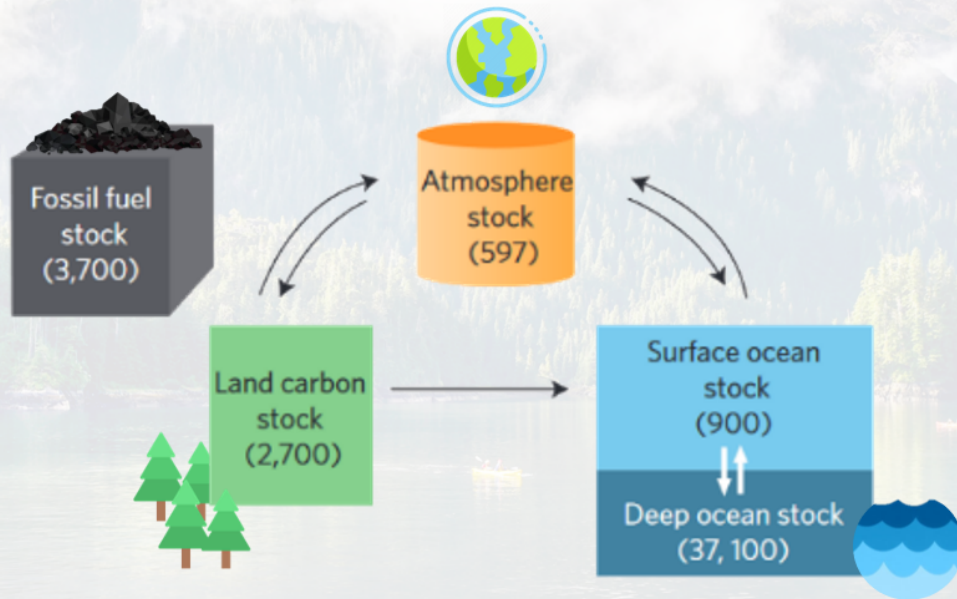 Fossil fuel
stock
(3,700)
Atmosphere
stock
(597)
Land carbon
stock
(2,700)
Surface ocean
stock
(900)
Deep ocean stock
(37, 100)